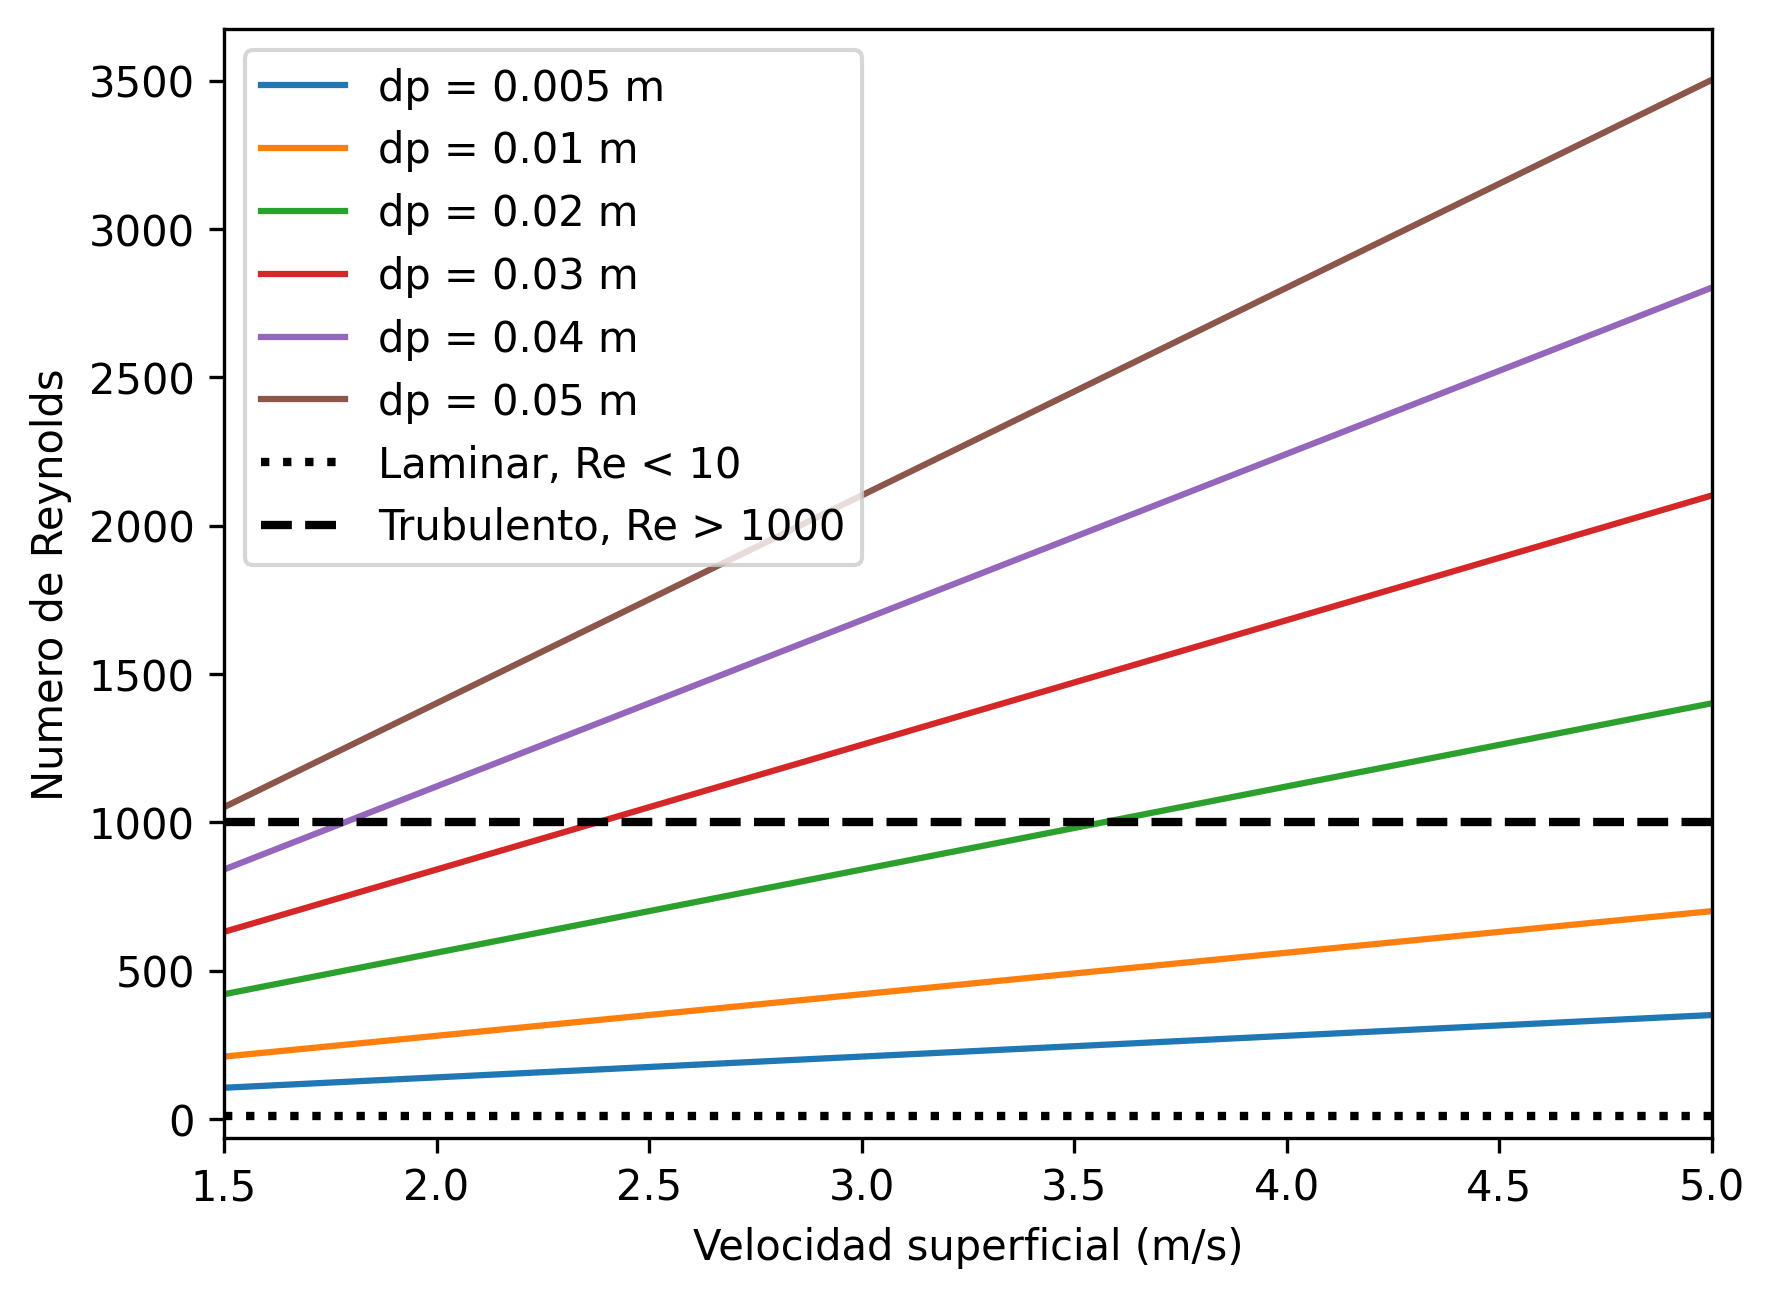 dp = 0.005 m
dp = 0.01 m
dp = 0.02 m
dp = 0.03 m
dp = 0.04 m
dp = 0.05 m
Laminar, Re < 10
Trubulento, Re > 1000
Numero de Reynolds
3500
3000
2500
2000
1500
1000
500
0
1.5 2.0 2.5 3.0 3.5 4.0 4.5 5.0
Velocidad superficial (m/s)